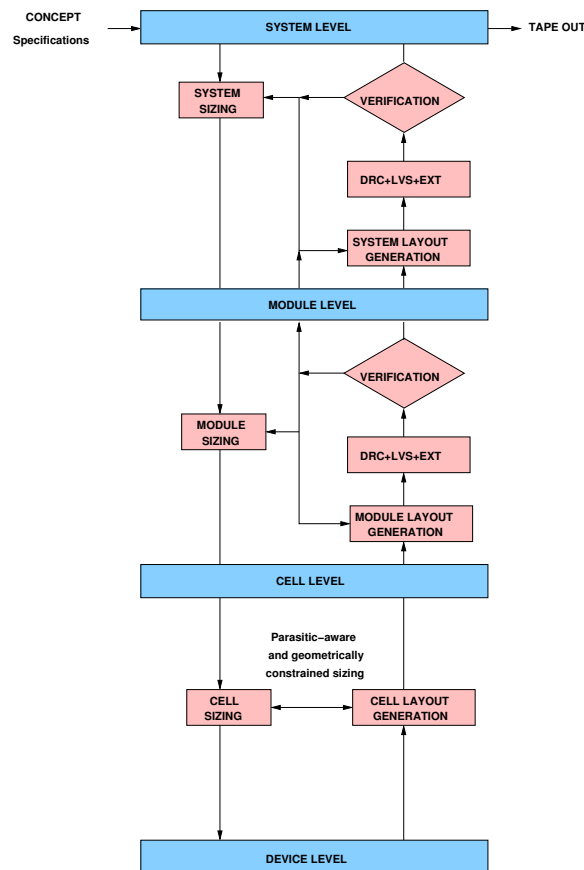 CONCEPT
Specifications
SYSTEM LEVEL
TAPE OUT
SYSTEM
SIZING
VERIFICATION
DRC+LVS+EXT
SYSTEM LAYOUT
GENERATION
MODULE LEVEL
VERIFICATION
MODULE
SIZING
DRC+LVS+EXT
MODULE LAYOUT
GENERATION
CELL LEVEL
Parasitic−aware
and geometrically
constrained sizing
CELL
SIZING
CELL LAYOUT
GENERATION
DEVICE LEVEL